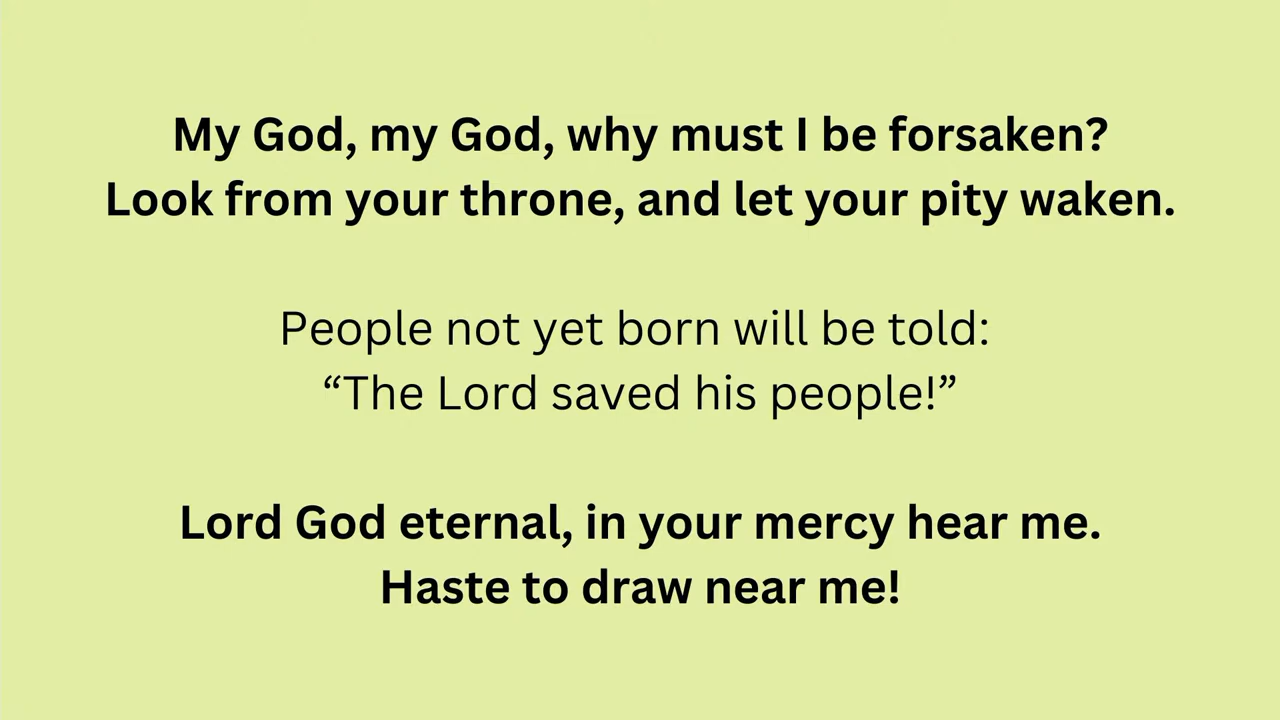 My God, my God, why must I be forsaken?
Look from your throne, and let your pity waken.
People not yet born will be told:
“The Lord saved his people!”
Lord God eternal, in your mercy hear me.
Haste to draw near me!